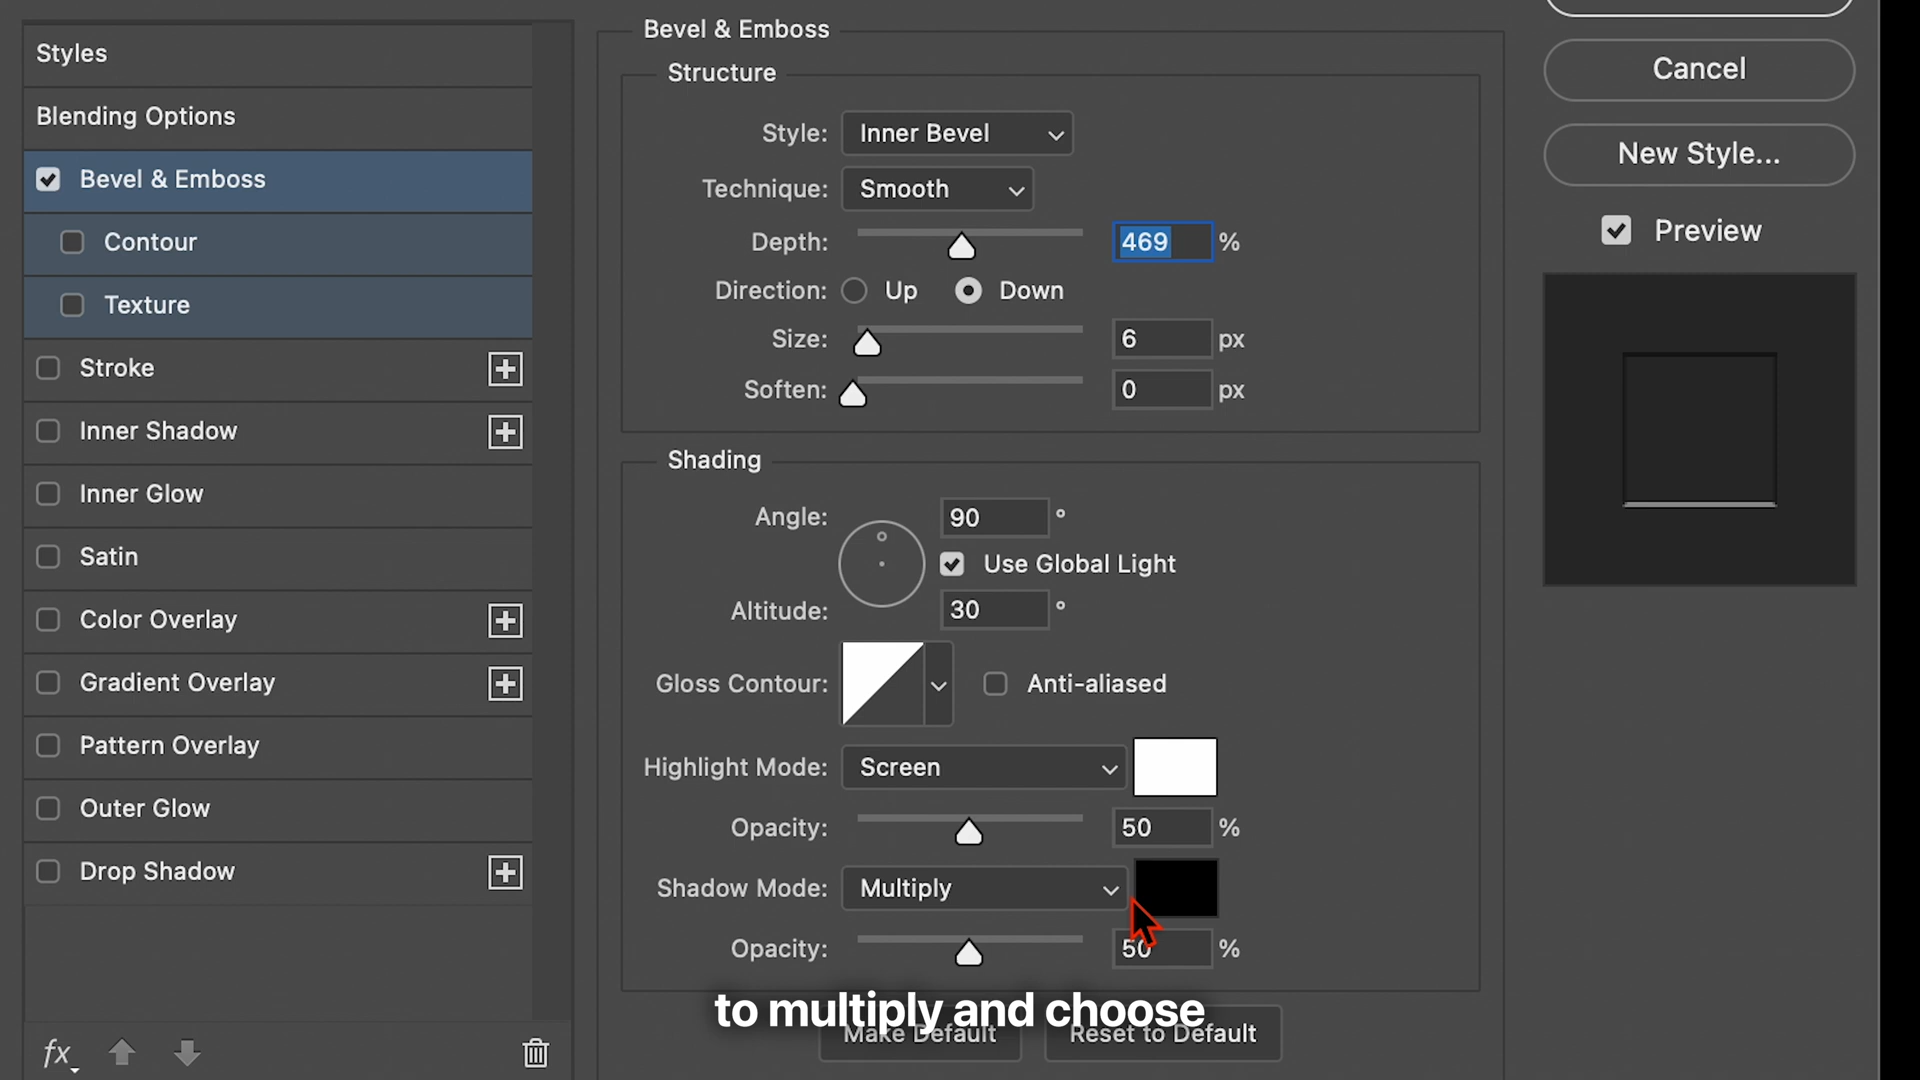 Styles
Blending Options
Bevel & Emboss
Contour
Texture
Stroke
Inner Shadow
Inner Glow
Satin
Color Overlay
Gradient Overlay
Pattern Overlay
Outer Glow
Drop Shadow
fx
Bevel & Emboss
Structure
Style: Inner Bevel
Technique: Smooth
Depth: 469 %
Direction: Up Down
Size: 6 px
Soften: 0 px
Shading
Angle: 90 °
Use Global Light
Altitude: 30 °
Gloss Contour: Anti-aliased
Highlight Mode: Screen
Opacity: 50 %
Shadow Mode: Multiply
Opacity: 50 %
to multiply and choose
Make Default Reset to Default
Cancel
New Style...
Preview